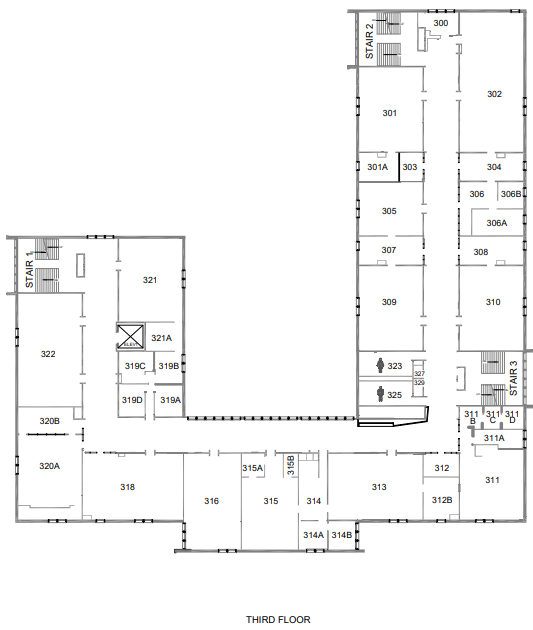 STAIR 2
300
302
301
301A
303
304
306
306B
305
306A
307
308
309
310
STAIR 1
321
322
ELEV.
321A
319C
319B
319D
319A
323
327
329
325
STAIR 3
311
B
311
C
311
D
311A
320B
320A
318
316
315A
315B
315
314
313
312
311
312B
314A
314B
THIRD FLOOR